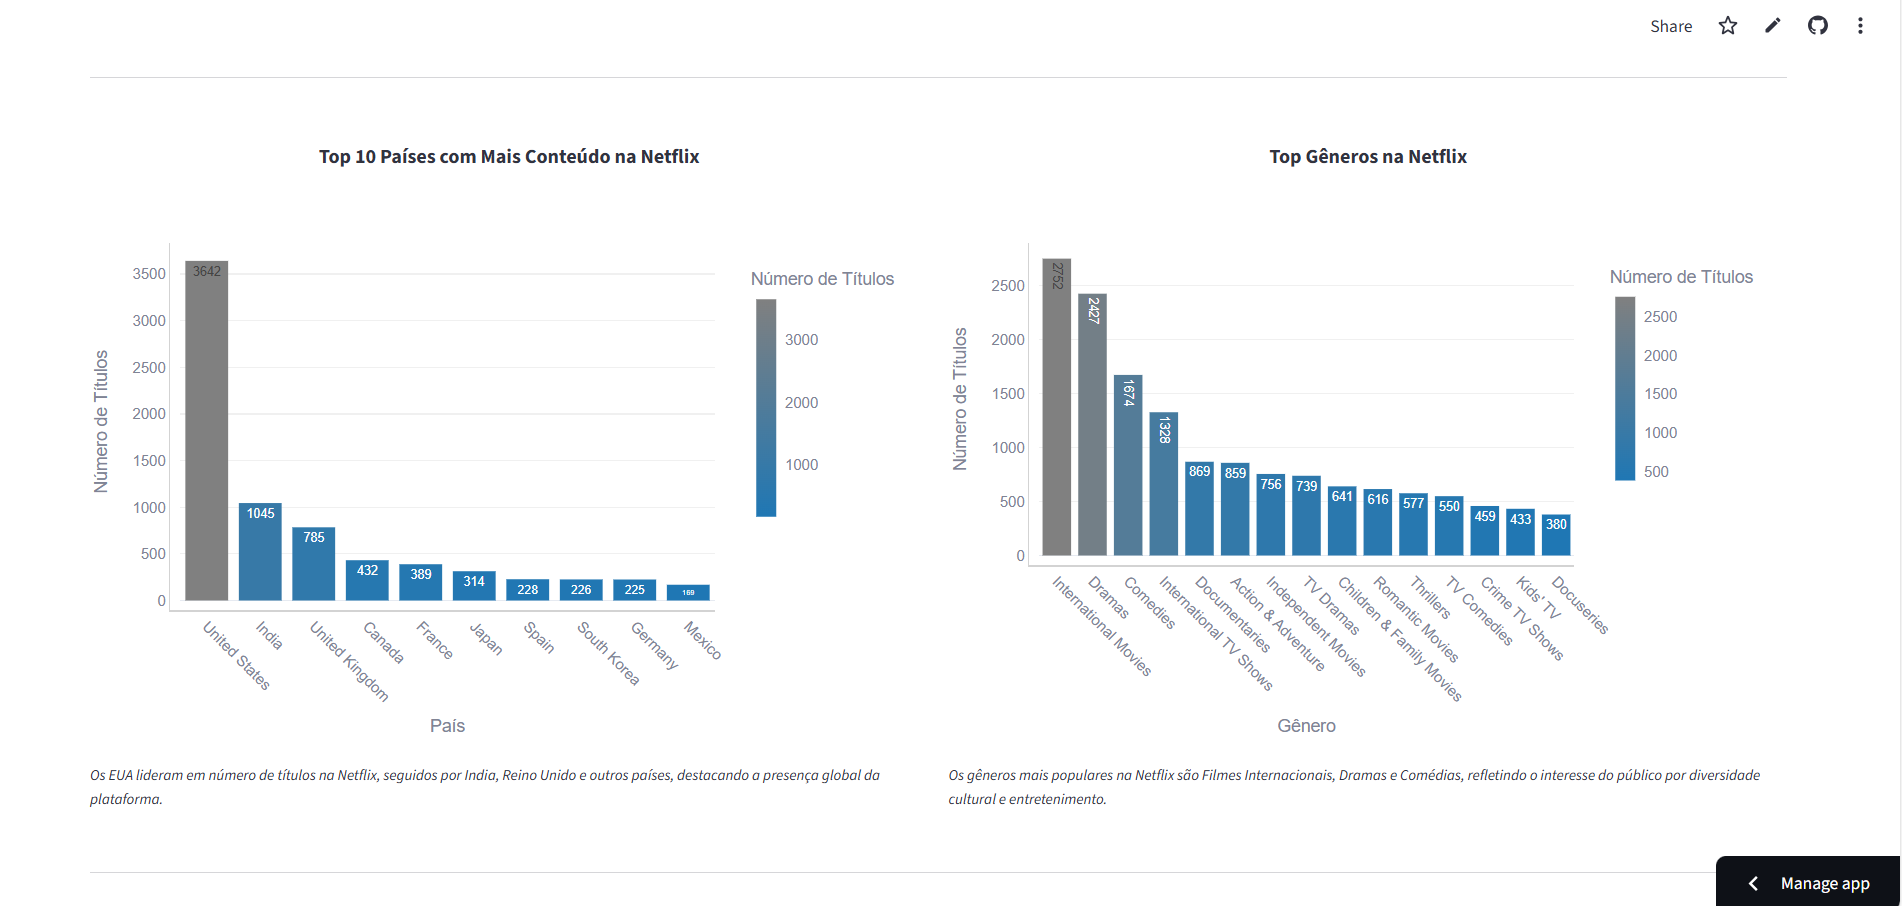 Share
Top 10 Países com Mais Conteúdo na Netflix
Número de Títulos
3500
3000
2500
2000
1500
1000
500
0
3642
1045
785
432
389
314
228
226
225
169
United States
India
United Kingdom
Canada
France
Japan
Spain
South Korea
Germany
Mexico
País
Número de Títulos
3000
2000
1000
Os EUA lideram em número de títulos na Netflix, seguidos por India, Reino Unido e outros países, destacando a presença global da
plataforma.
Top Gêneros na Netflix
Número de Títulos
2500
2000
1500
1000
500
0
2752
2427
1674
1328
869
859
756
739
641
616
577
550
459
433
380
International Movies
Dramas
Comedies
International TV Shows
Documentaries
Action & Adventure
Independent Movies
TV Dramas
Children & Family Movies
Romantic Movies
Thrillers
TV Comedies
Crime TV Shows
Kids' TV
Docuseries
Gênero
Número de Títulos
2500
2000
1500
1000
500
Os gêneros mais populares na Netflix são Filmes Internacionais, Dramas e Comédias, refletindo o interesse do público por diversidade
cultural e entretenimento.
Manage app